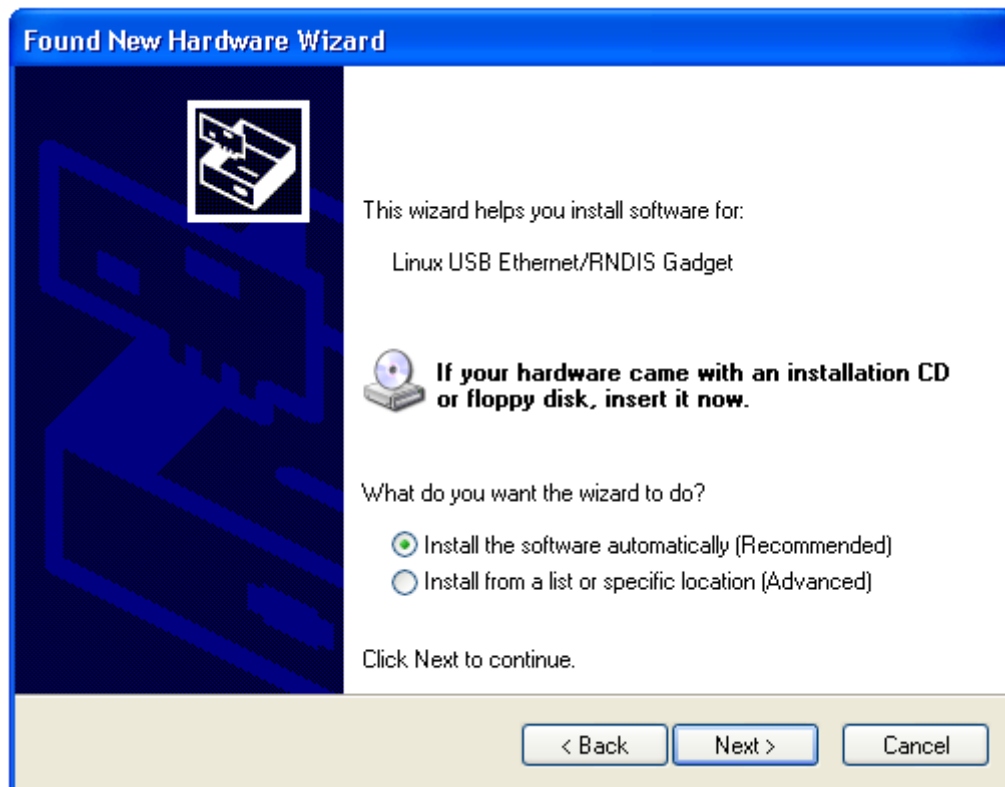 Found New Hardware Wizard
This wizard helps you install software for:
Linux USB Ethernet/RNDIS Gadget
If your hardware came with an installation CD
or floppy disk, insert it now.
What do you want the wizard to do?
Install the software automatically (Recommended)
Install from a list or specific location (Advanced)
Click Next to continue.
< Back Next > Cancel